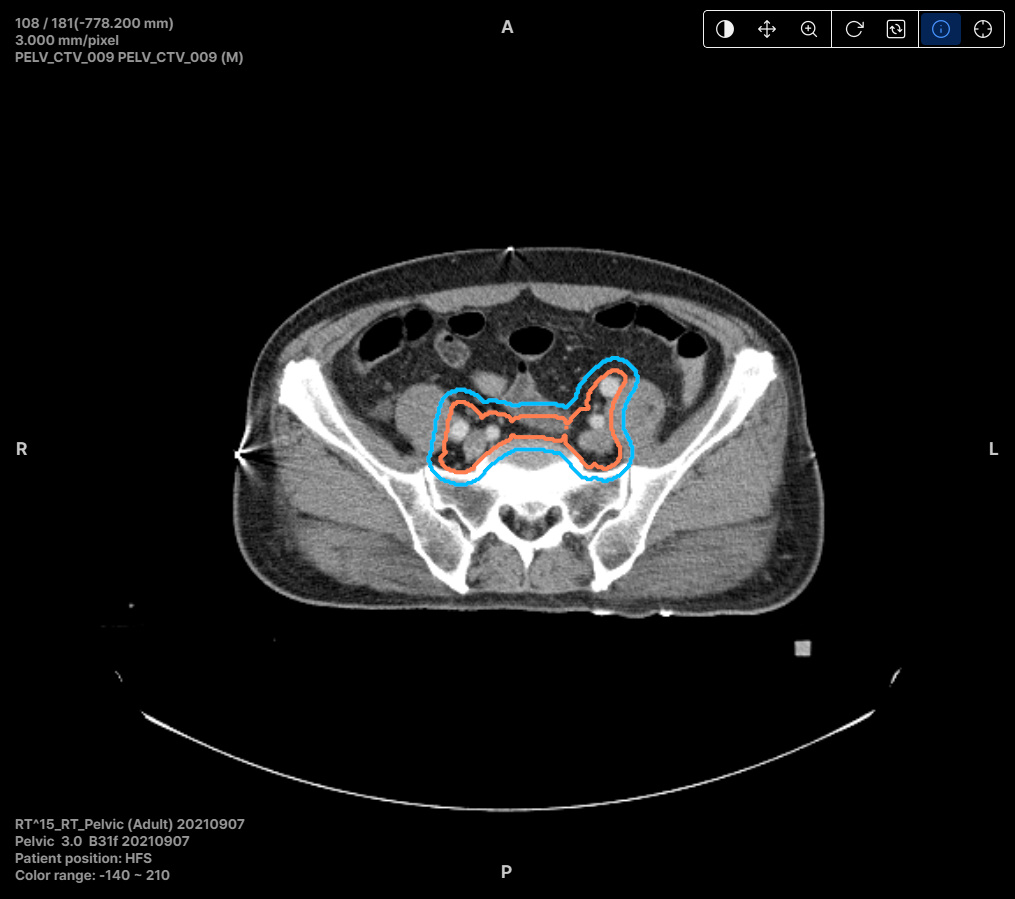 108 / 181(-778.200 mm)
3.000 mm/pixel
PELV_CTV_009 PELV_CTV_009 (M)
A
R
L
RT^15_RT_Pelvic (Adult) 20210907
Pelvic  3.0  B31f 20210907
Patient position: HFS
Color range: -140 ~ 210
P